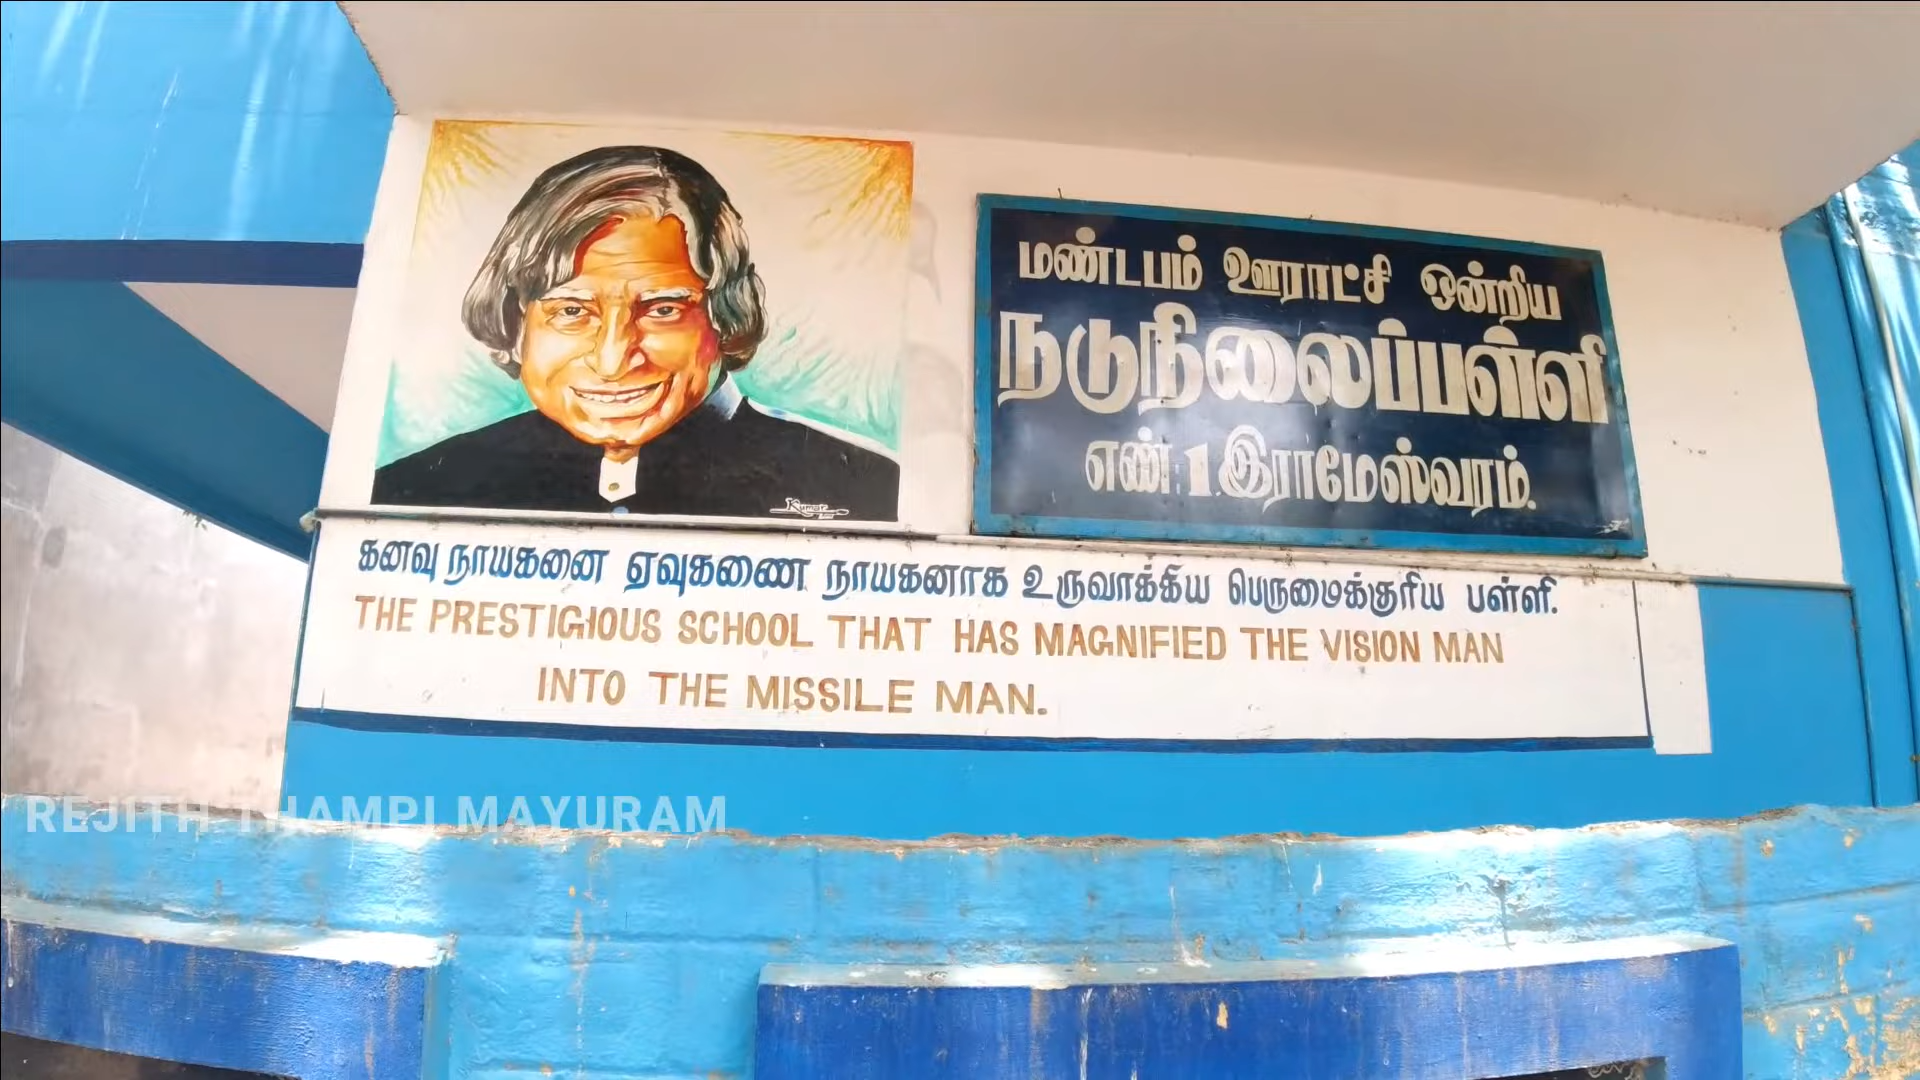 மண்டபம் ஊராட்சி ஒன்றிய
நடுநிலைப்பள்ளி
எண்.1.இராமேஸ்வரம்.
Kumar
கனவு நாயகனை ஏவுகணை நாயகனாக உருவாக்கிய பெருமைக்குரிய பள்ளி.
THE PRESTIGIOUS SCHOOL THAT HAS MAGNIFIED THE VISION MAN
INTO THE MISSILE MAN.
REJITH THAMPI MAYURAM